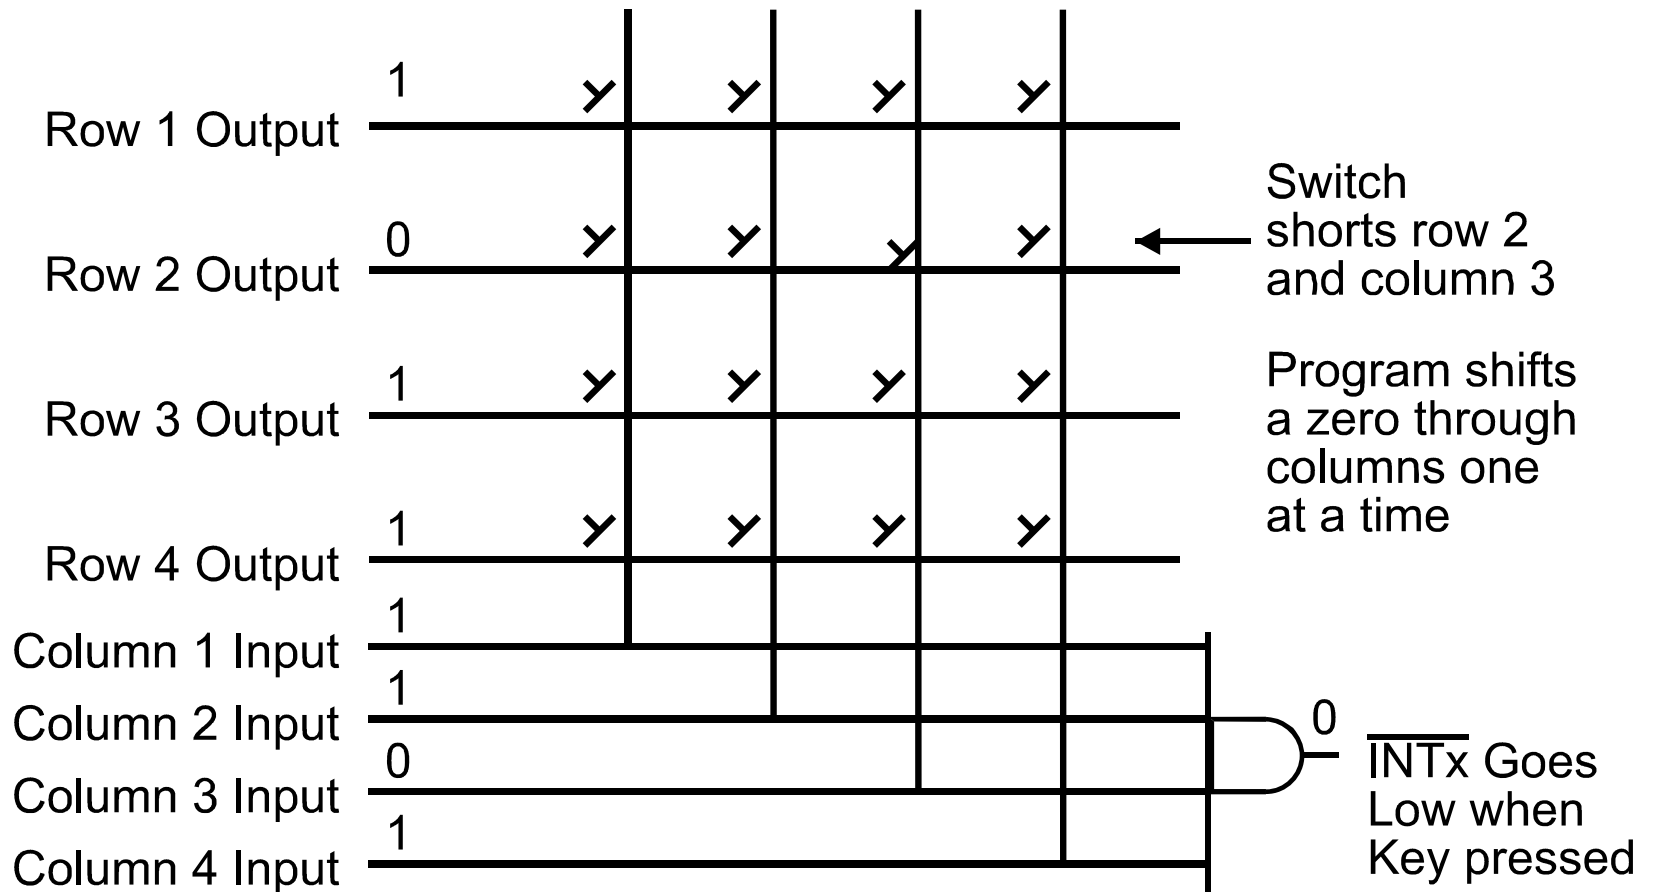 1
Row 1 Output
0
Row 2 Output
1
Row 3 Output
1
Row 4 Output
1
Column 1 Input
1
Column 2 Input
0
Column 3 Input
1
Column 4 Input
Switch
shorts row 2
and column 3
Program shifts
a zero through
columns one
at a time
0
INTx Goes
Low when
Key pressed